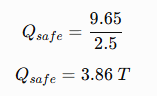 Q_safe = 9.65 / 2.5
Q_safe = 3.86 T